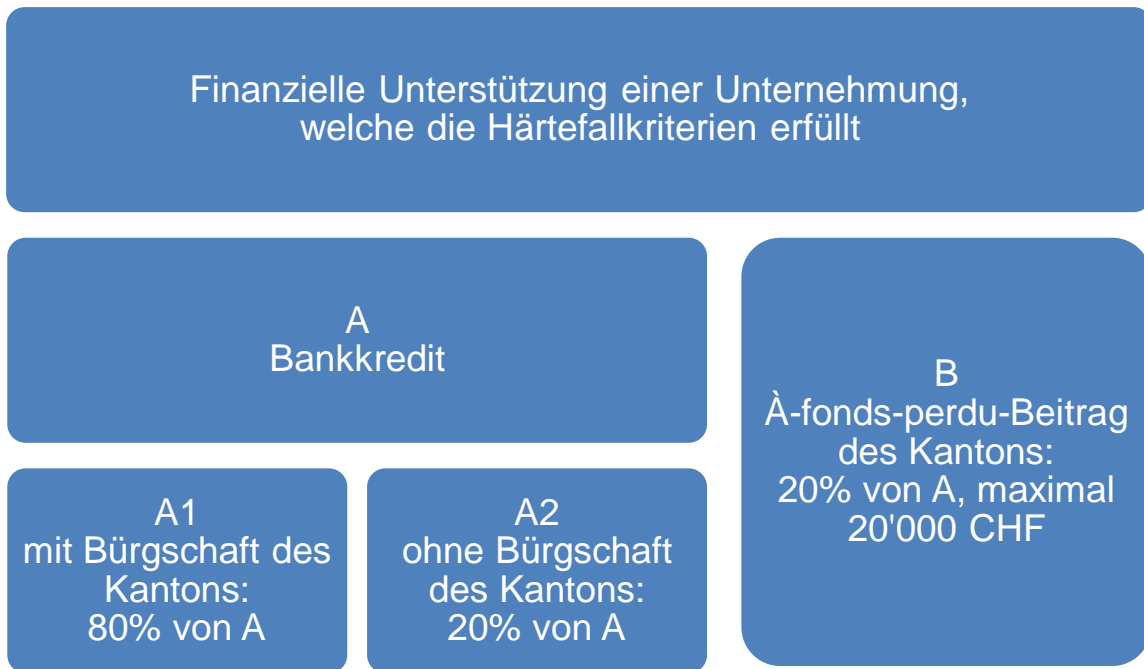 Finanzielle Unterstützung einer Unternehmung,
welche die Härtefallkriterien erfüllt
A
Bankkredit
B
À-fonds-perdu-Beitrag
des Kantons:
20% von A, maximal
20'000 CHF
A1
mit Bürgschaft des
Kantons:
80% von A
A2
ohne Bürgschaft
des Kantons:
20% von A